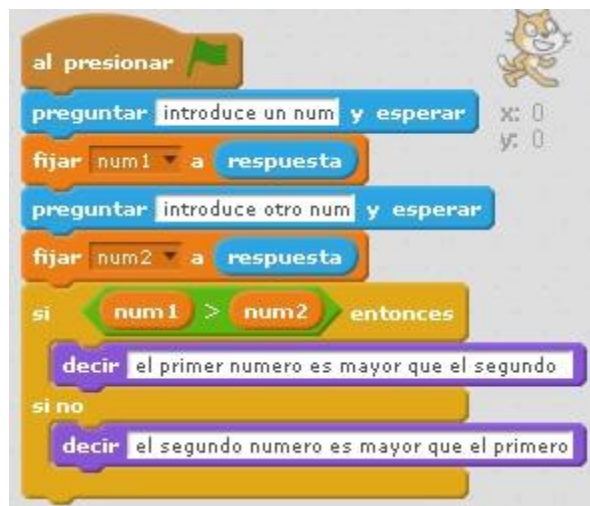 al presionar
preguntar introduce un num y esperar
x: 0
y: 0
fijar num1 a respuesta
preguntar introduce otro num y esperar
fijar num2 a respuesta
si num1 > num2 entonces
decir el primer numero es mayor que el segundo
si no
decir el segundo numero es mayor que el primero